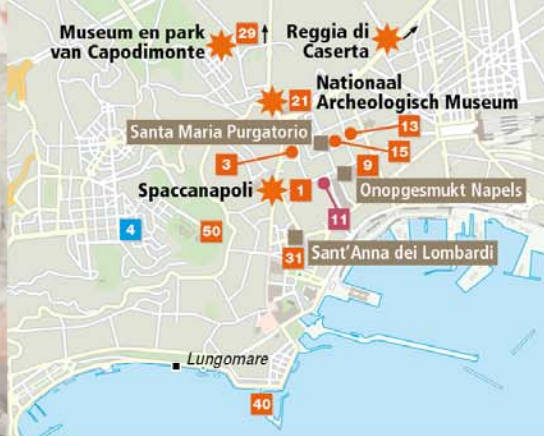 Museum en park
van Capodimonte
29
Reggia di
Caserta
21
Nationaal
Archeologisch Museum
Santa Maria Purgatorio
13
15
3
9
Spaccanapoli
1
Onopgesmukt Napels
11
4
50
31
Sant'Anna dei Lombardi
Lungomare
40